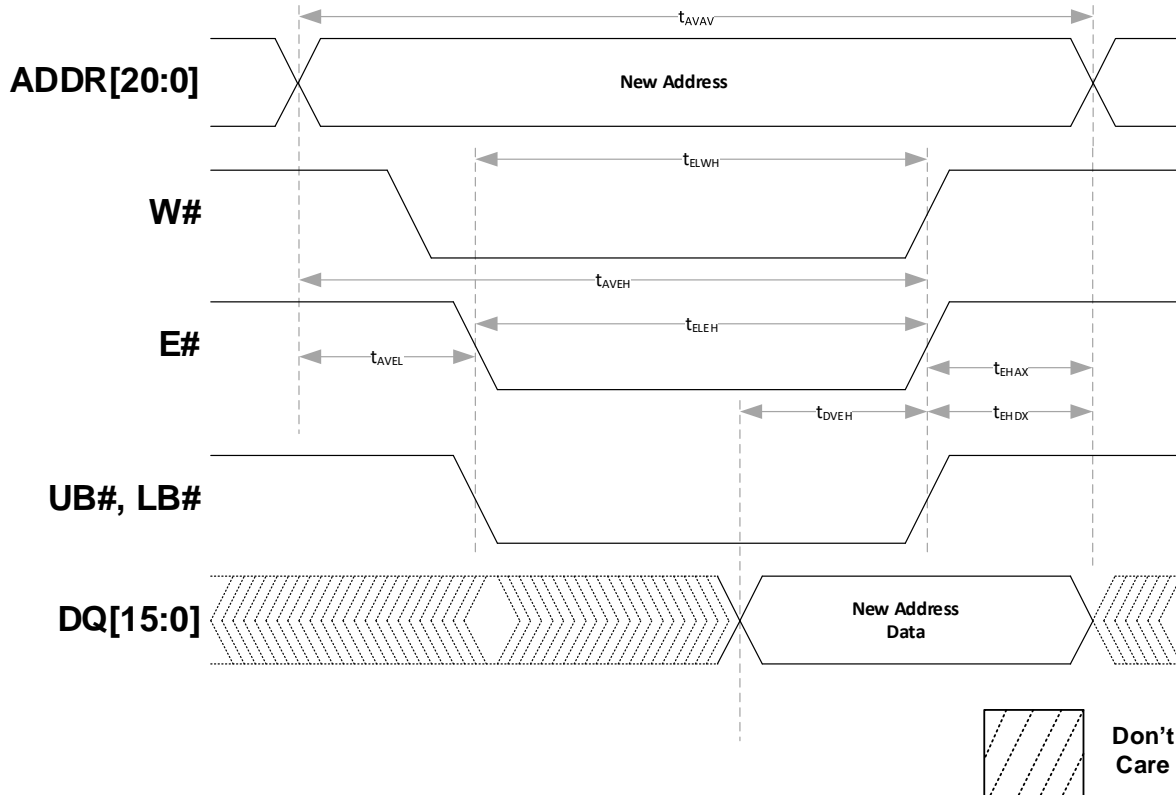 tAVAV
ADDR[20:0]
New Address
tELWH
W#
tAVEH
E#
tELEH
tAVEL
tEHAX
tDVEH
tEHDX
UB#, LB#
DQ[15:0]
New Address
Data
Don't
Care